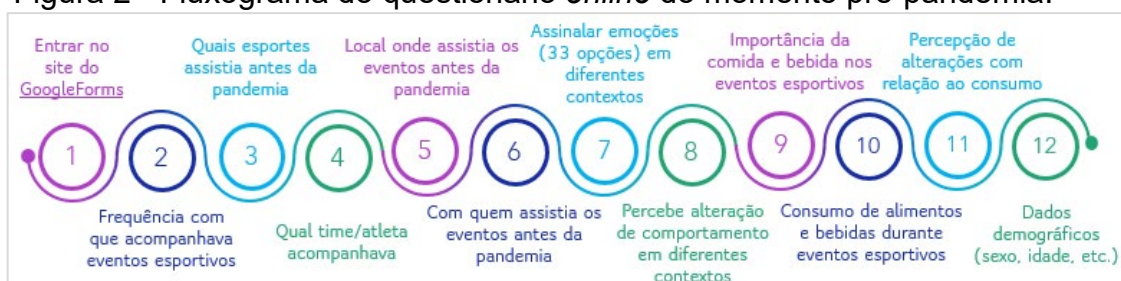 Figura 2 - Fluxograma do questionário online do momento pré-pandemia.
Entrar no
site do
GoogleForms
Quais esportes
assistia antes da
pandemia
Local onde assistia os
eventos antes da
pandemia
Assinalar emoções
(33 opções) em
diferentes
contextos
Importância da
comida e bebida nos
eventos esportivos
Percepção de
alterações com
relação ao consumo
1
2
3
4
5
6
7
8
9
10
11
12
Frequência com
que acompanhava
eventos esportivos
Qual time/atleta
acompanhava
Com quem assistia os
eventos antes da
pandemia
Percebe alteração
de comportamento
em diferentes
contextos
Consumo de alimentos
e bebidas durante
eventos esportivos
Dados
demográficos
(sexo, idade, etc.)